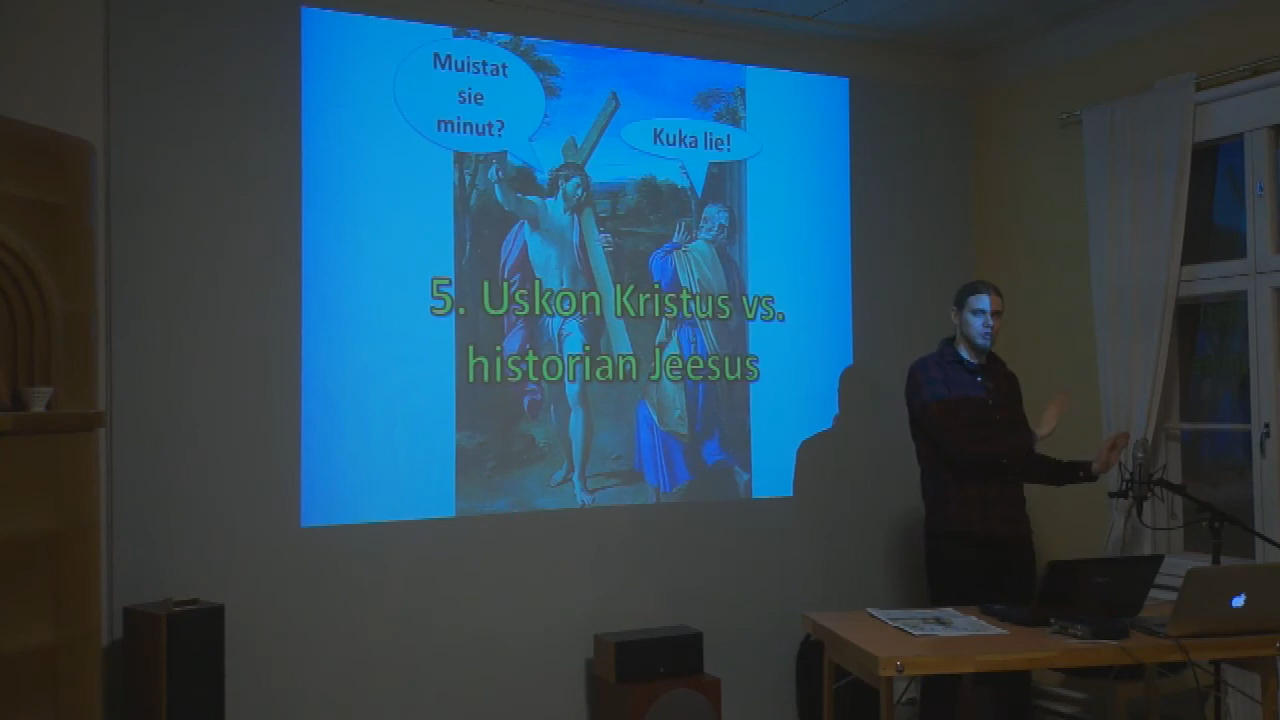 Muistat
sie
minut?
Kuka lie!
5. Uskon Kristus vs.
historian Jeesus